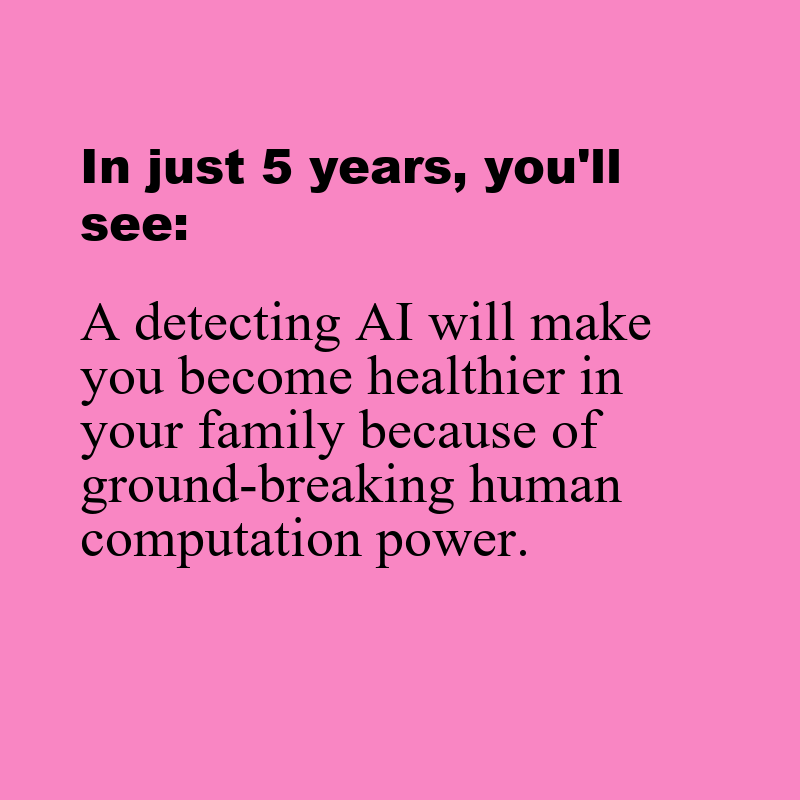 In just 5 years, you'll
see:
A detecting AI will make
you become healthier in
your family because of
ground-breaking human
computation power.